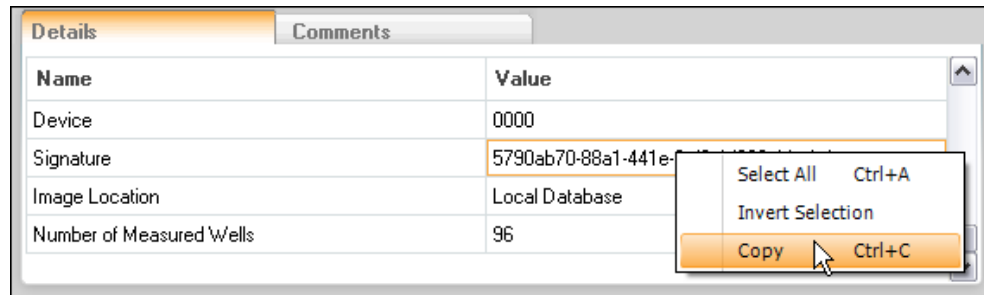 Details Comments
Name Value
Device 0000
Signature 5790ab70-88a1-441e-
Image Location Local Database
Number of Measured Wells 96
Select All Ctrl+A
Invert Selection
Copy Ctrl+C